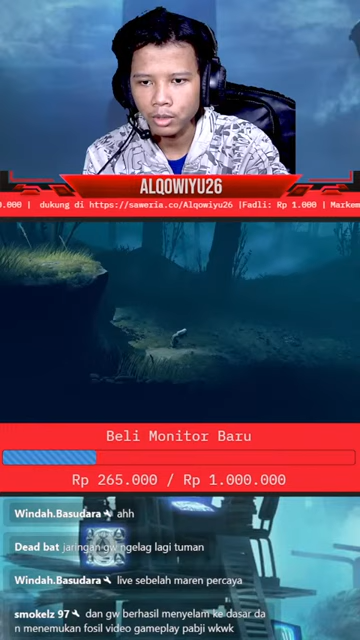 ALQOWIYU26
0.000 | dukung di https://saweria.co/Alqowiyu26 |Fadli: Rp 1.000 | Markem
Beli Monitor Baru
Rp 265.000 / Rp 1.000.000
Windah.Basudara ahh
Dead bat jaringan gw ngelag lagi tuman
Windah.Basudara live sebelah maren percaya
smokelz 97 dan gw berhasil menyelam ke dasar da
n menemukan fosil video gameplay pabji wkwk